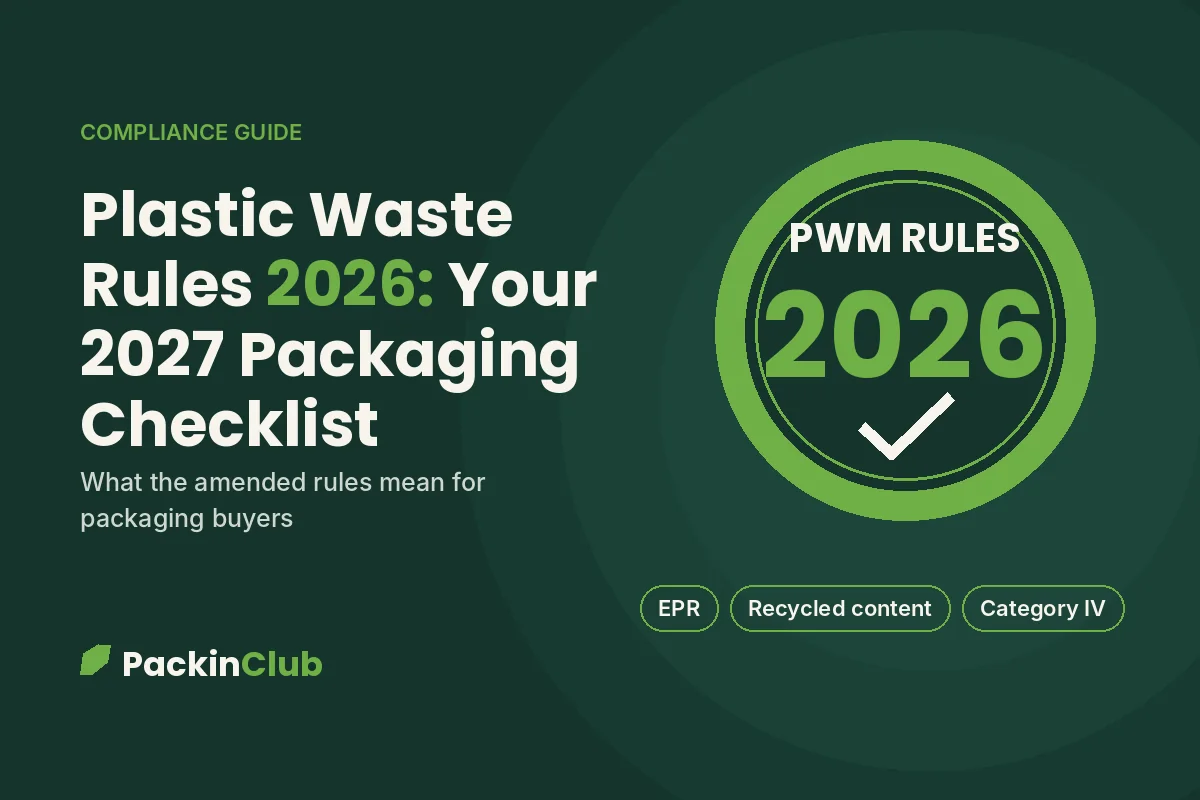 COMPLIANCE GUIDE
Plastic Waste
Rules 2026: Your
2027 Packaging
Checklist
What the amended rules mean for
packaging buyers
PackinClub
PWM RULES
2026
EPR
Recycled content
Category IV